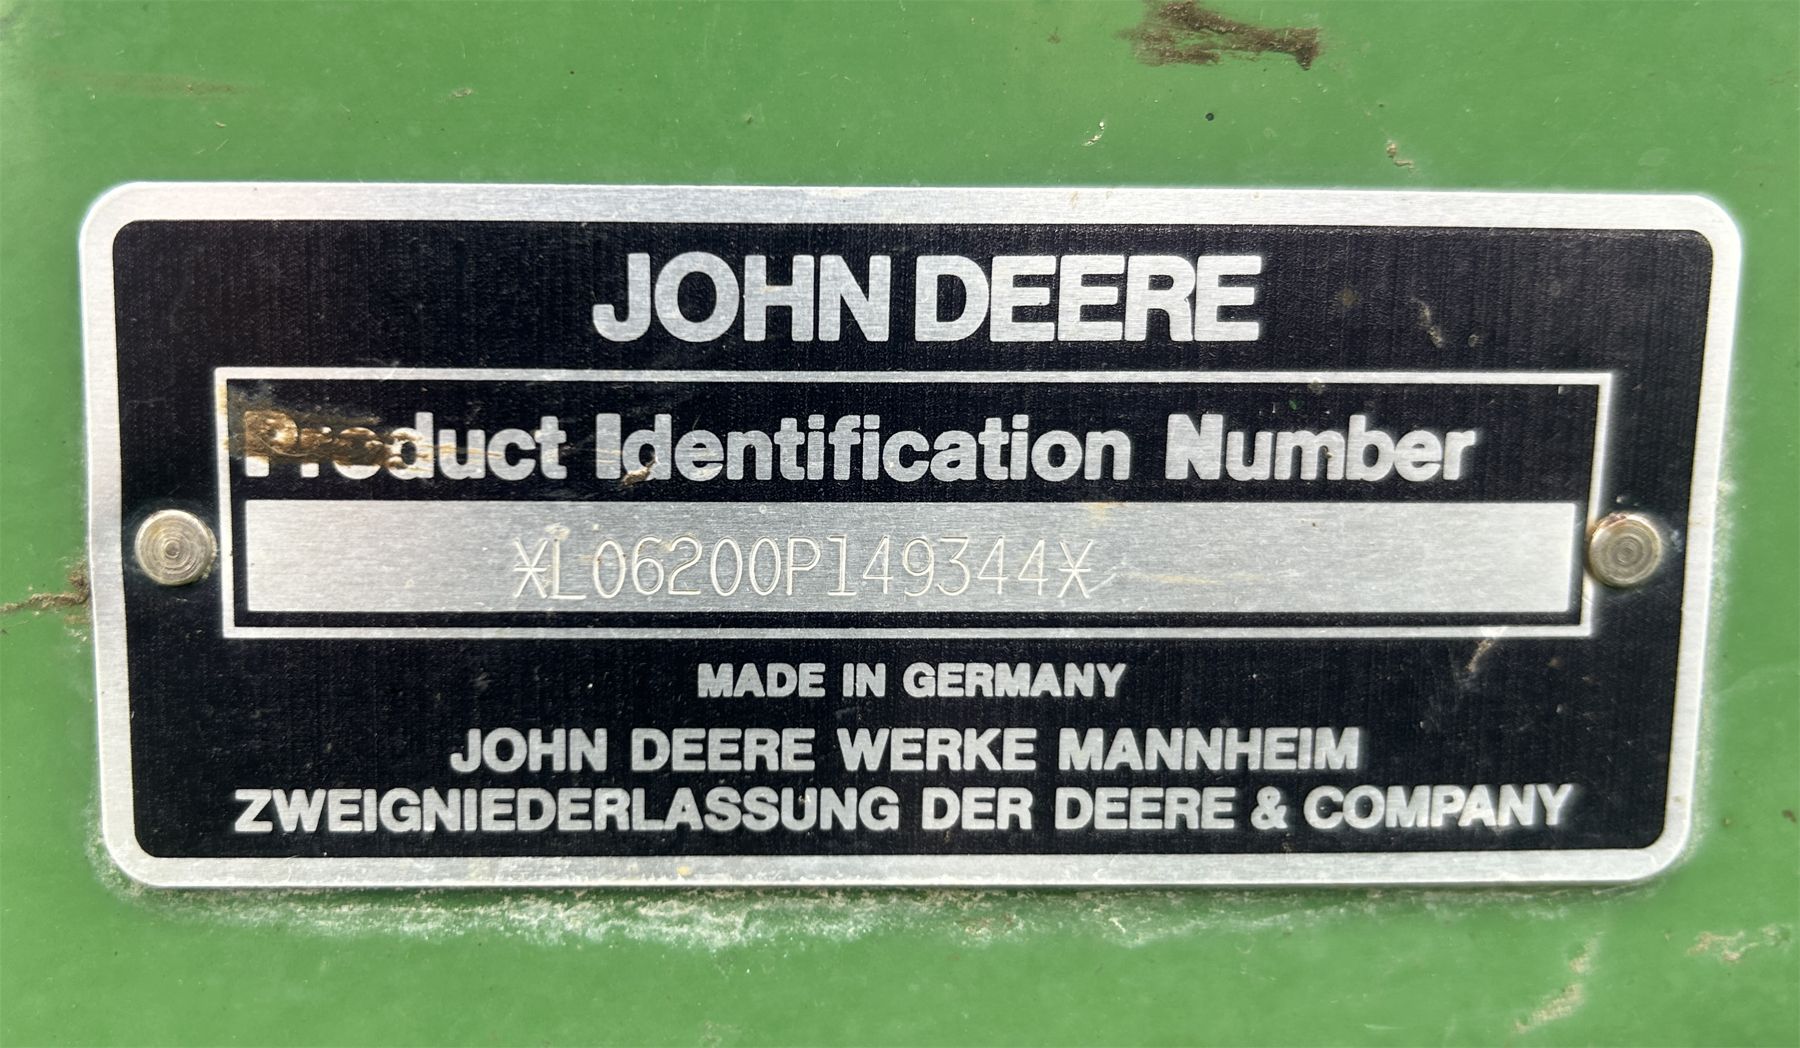 JOHN DEERE
Product Identification Number
*L06200P149344*
MADE IN GERMANY
JOHN DEERE WERKE MANNHEIM
ZWEIGNIEDERLASSUNG DER DEERE & COMPANY